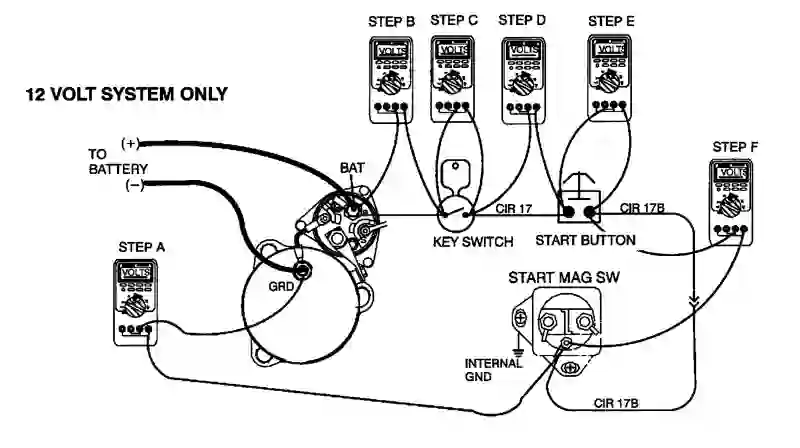 STEP B
STEP C
STEP D
STEP E
VOLTS
VOLTS
VOLTS
VOLTS
12 VOLT SYSTEM ONLY
(+)
TO
BATTERY
(−)
BAT
STEP F
VOLTS
CIR 17
CIR 17B
KEY SWITCH
START BUTTON
STEP A
VOLTS
GRD
START MAG SW
INTERNAL
GND
CIR 17B